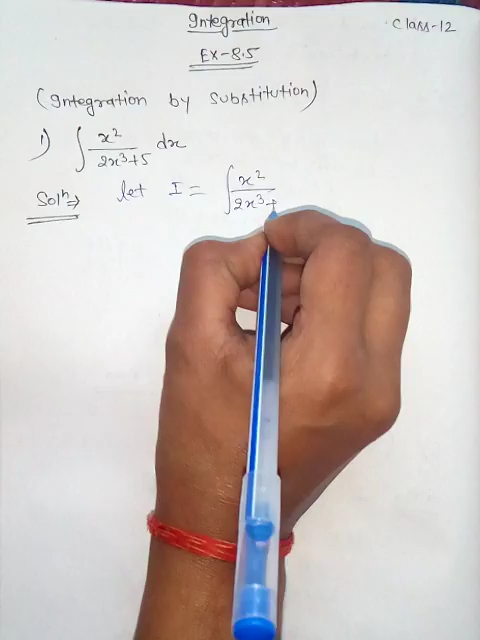 Integration
Class-12
EX-8.5
(Integration by substitution)
1) ∫ x²/(2x³+5) dx
Solⁿ⇒ let I = ∫ x²/(2x³+